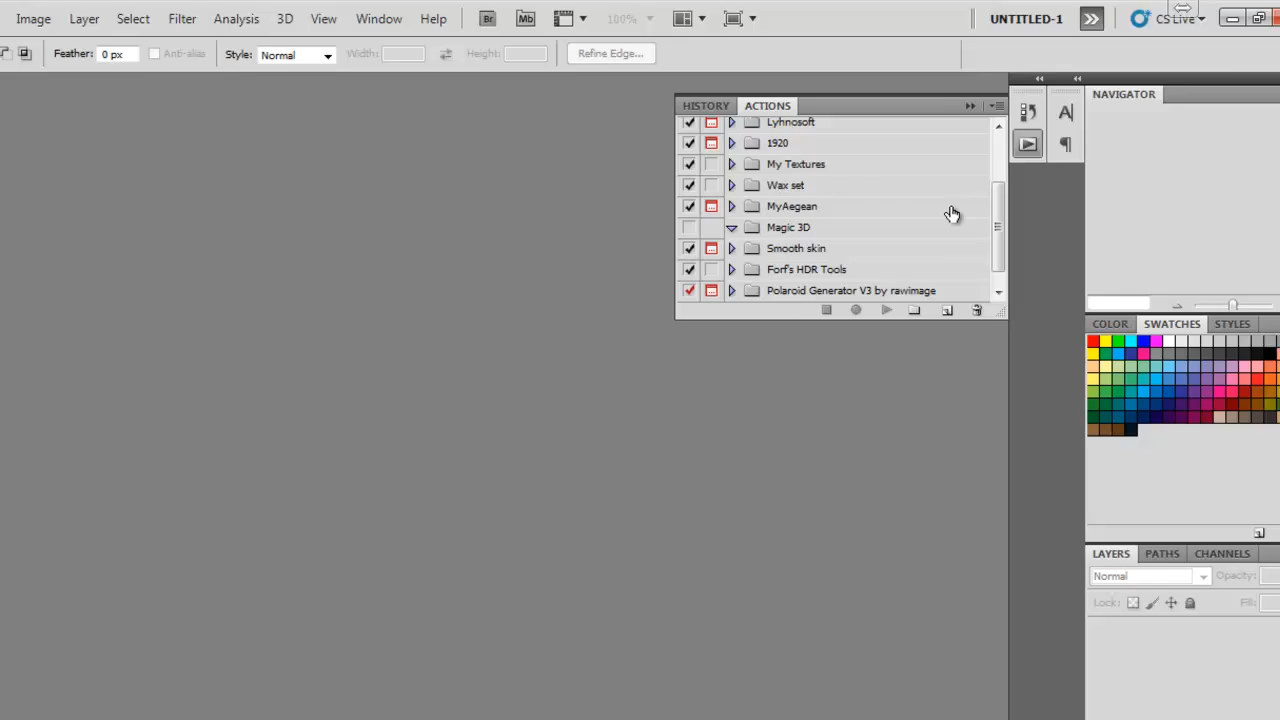 Image Layer Select Filter Analysis 3D View Window Help Br Mb 100% UNTITLED-1 CS Live
Feather: 0 px Anti-alias Style: Normal Width: Height: Refine Edge...
HISTORY ACTIONS
Lyhnosoft
1920
My Textures
Wax set
MyAegean
Magic 3D
Smooth skin
Forf's HDR Tools
Polaroid Generator V3 by rawimage
NAVIGATOR
COLOR SWATCHES STYLES
LAYERS PATHS CHANNELS
Normal Opacity:
Lock: Fill: